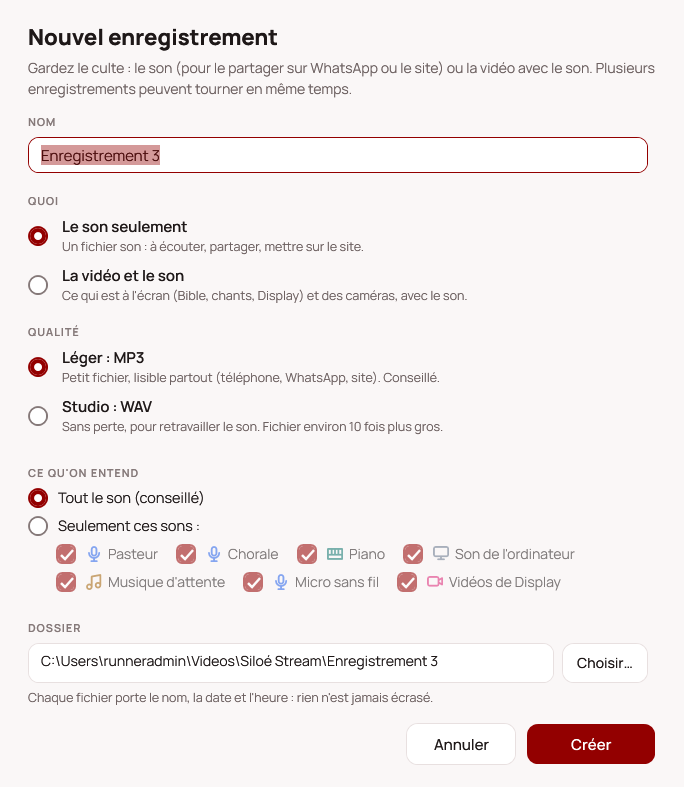 Nouvel enregistrement
Gardez le culte : le son (pour le partager sur WhatsApp ou le site) ou la vidéo avec le son. Plusieurs
enregistrements peuvent tourner en même temps.
NOM
Enregistrement 3
QUOI
Le son seulement
Un fichier son : à écouter, partager, mettre sur le site.
La vidéo et le son
Ce qui est à l'écran (Bible, chants, Display) et des caméras, avec le son.
QUALITÉ
Léger : MP3
Petit fichier, lisible partout (téléphone, WhatsApp, site). Conseillé.
Studio : WAV
Sans perte, pour retravailler le son. Fichier environ 10 fois plus gros.
CE QU'ON ENTEND
Tout le son (conseillé)
Seulement ces sons :
Pasteur Chorale Piano Son de l'ordinateur
Musique d'attente Micro sans fil Vidéos de Display
DOSSIER
C:\Users\runneradmin\Videos\Siloé Stream\Enregistrement 3 Choisir...
Chaque fichier porte le nom, la date et l'heure : rien n'est jamais écrasé.
Annuler Créer